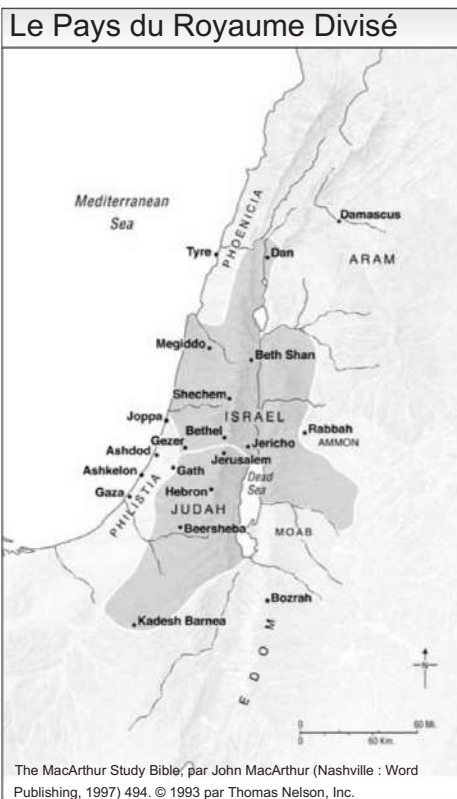 Le Pays du Royaume Divisé
Mediterranean
Sea
PHOENICIA
Damascus
Tyre
Dan
ARAM
Megiddo
Beth Shan
Shechem
ISRAEL
Joppa
Bethel
Rabbah
AMMON
Gezer
Jericho
Ashdod
Jerusalem
Gath
Ashkelon
Dead
Sea
Gaza
Hebron
PHILISTIA
JUDAH
Beersheba
MOAB
Bozrah
Kadesh Barnea
EDOM
N
0 60 Mi.
0 60 Km.
The MacArthur Study Bible, par John MacArthur (Nashville : Word
Publishing, 1997) 494. © 1993 par Thomas Nelson, Inc.